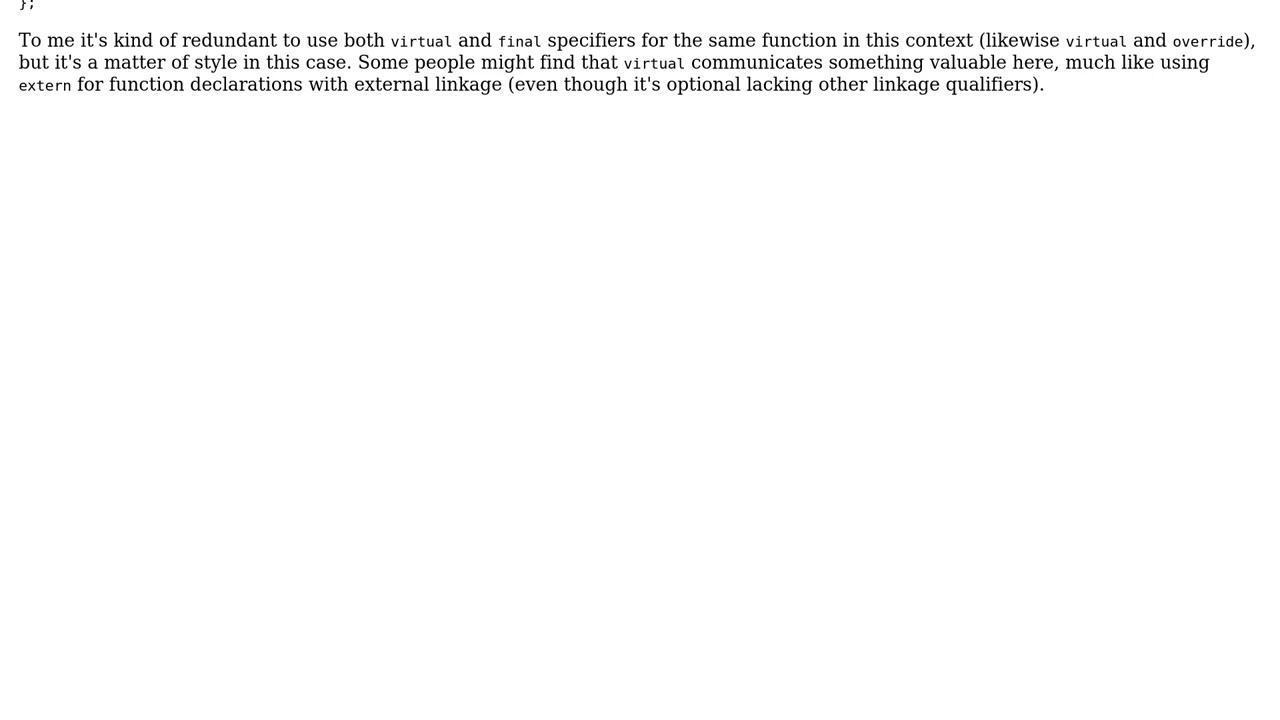 };
To me it's kind of redundant to use both virtual and final specifiers for the same function in this context (likewise virtual and override),
but it's a matter of style in this case. Some people might find that virtual communicates something valuable here, much like using
extern for function declarations with external linkage (even though it's optional lacking other linkage qualifiers).